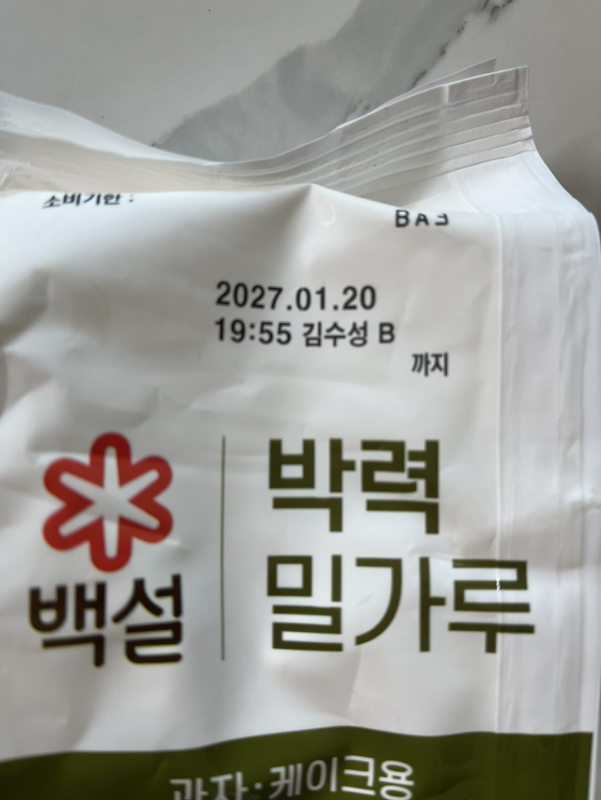 소비기한 :
BA3
2027.01.20
19:55 김수성 B
까지
백설
박력
밀가루
과자·케이크용